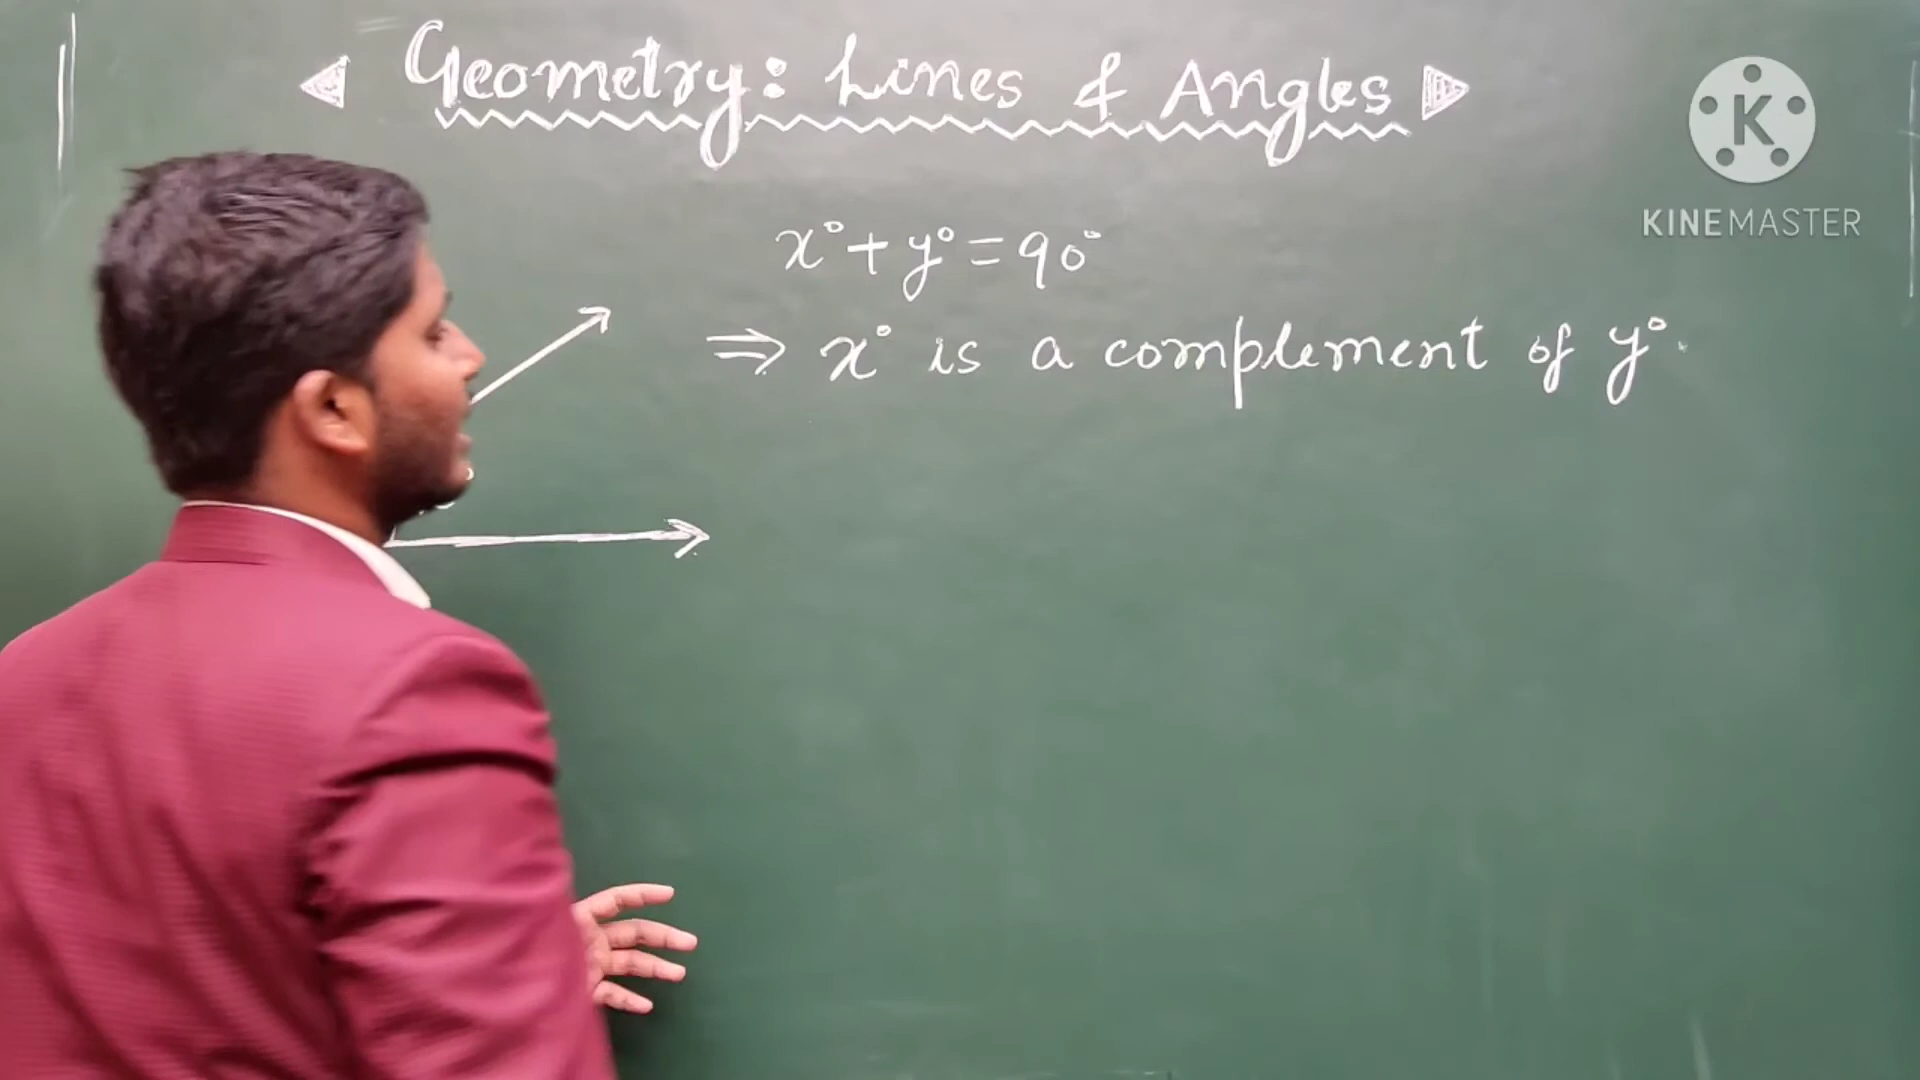 Geometry: Lines & Angles
K
KINEMASTER
x° + y° = 90°
⇒ x° is a complement of y°.